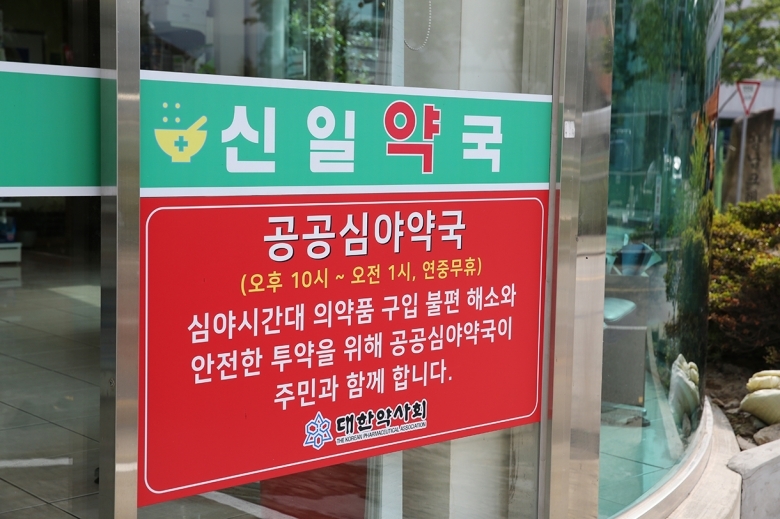 신일약국
공공심야약국
(오후 10시 ~ 오전 1시, 연중무휴)
심야시간대 의약품 구입 불편 해소와
안전한 투약을 위해 공공심야약국이
주민과 함께 합니다.
대한약사회
THE KOREAN PHARMACEUTICAL ASSOCIATION